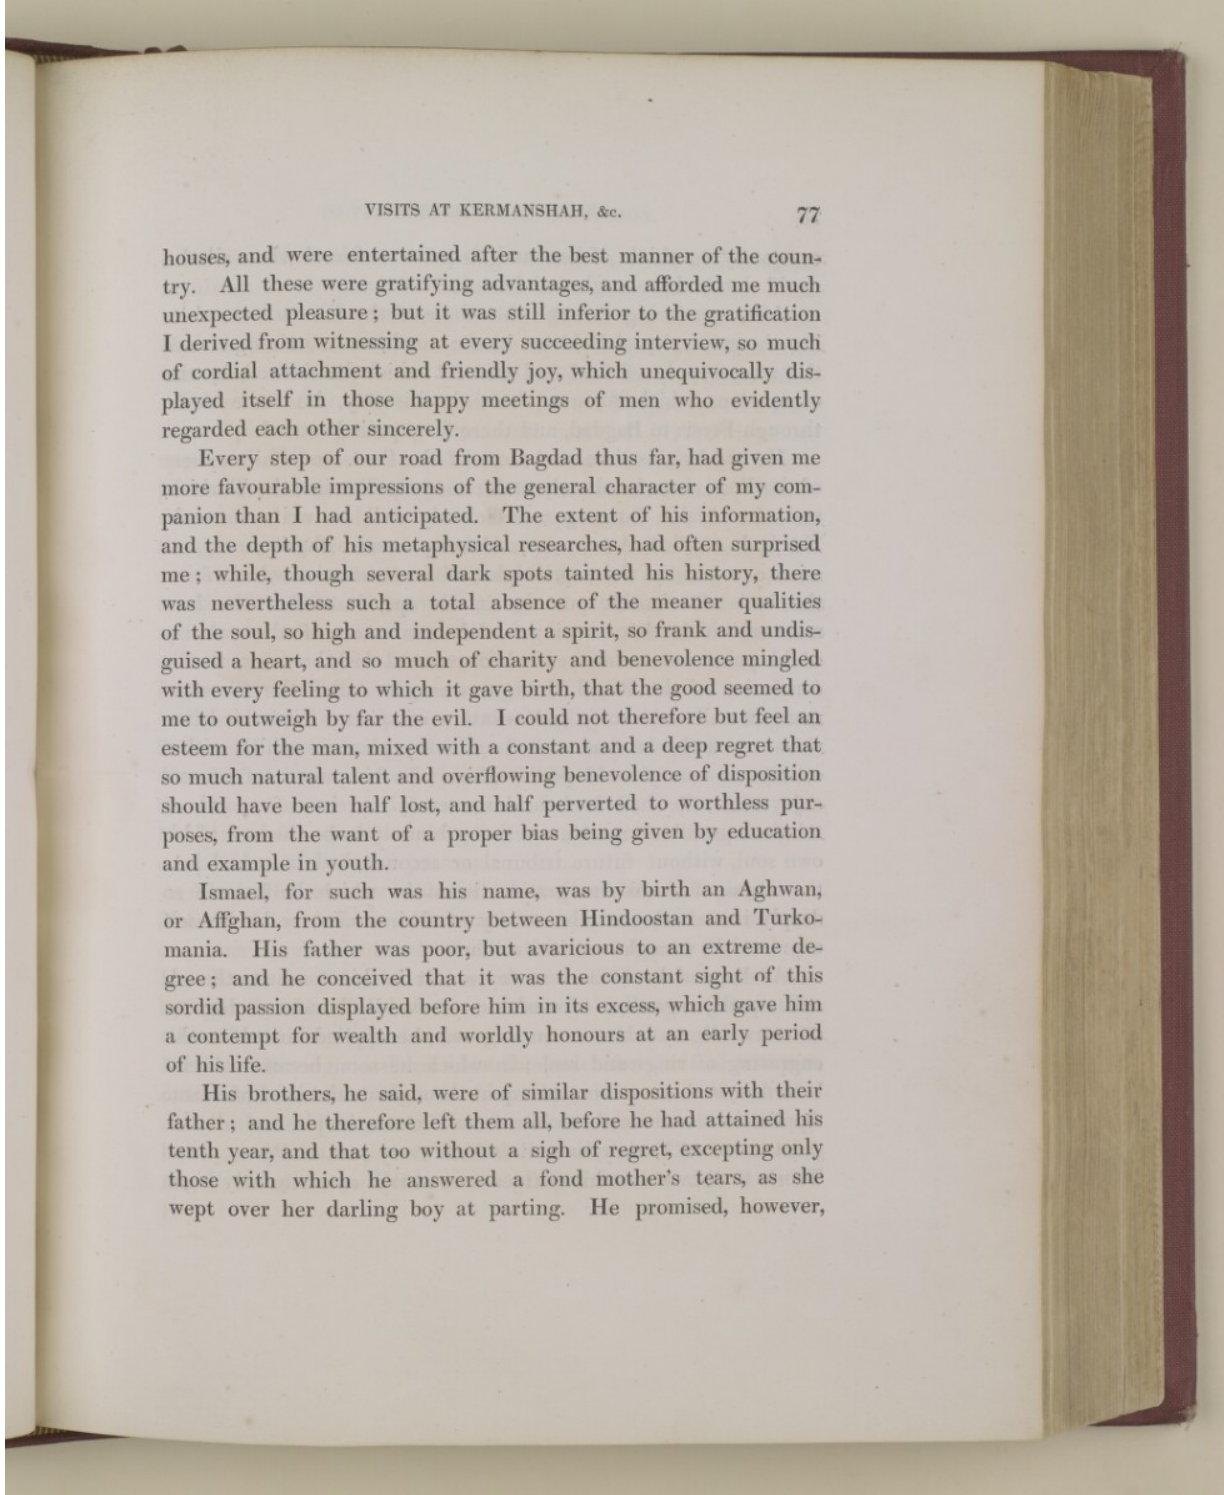 VISITS AT KERMANSHAH, &c. 77
houses, and were entertained after the best manner of the coun-
try. All these were gratifying advantages, and afforded me much
unexpected pleasure; but it was still inferior to the gratification
I derived from witnessing at every succeeding interview, so much
of cordial attachment and friendly joy, which unequivocally dis-
played itself in those happy meetings of men who evidently
regarded each other sincerely.
Every step of our road from Bagdad thus far, had given me
more favourable impressions of the general character of my com-
panion than I had anticipated. The extent of his information,
and the depth of his metaphysical researches, had often surprised
me; while, though several dark spots tainted his history, there
was nevertheless such a total absence of the meaner qualities
of the soul, so high and independent a spirit, so frank and undis-
guised a heart, and so much of charity and benevolence mingled
with every feeling to which it gave birth, that the good seemed to
me to outweigh by far the evil. I could not therefore but feel an
esteem for the man, mixed with a constant and a deep regret that
so much natural talent and overflowing benevolence of disposition
should have been half lost, and half perverted to worthless pur-
poses, from the want of a proper bias being given by education
and example in youth.
Ismael, for such was his name, was by birth an Aghwan,
or Affghan, from the country between Hindoostan and Turko-
mania. His father was poor, but avaricious to an extreme de-
gree; and he conceived that it was the constant sight of this
sordid passion displayed before him in its excess, which gave him
a contempt for wealth and worldly honours at an early period
of his life.
His brothers, he said, were of similar dispositions with their
father; and he therefore left them all, before he had attained his
tenth year, and that too without a sigh of regret, excepting only
those with which he answered a fond mother's tears, as she
wept over her darling boy at parting. He promised, however,